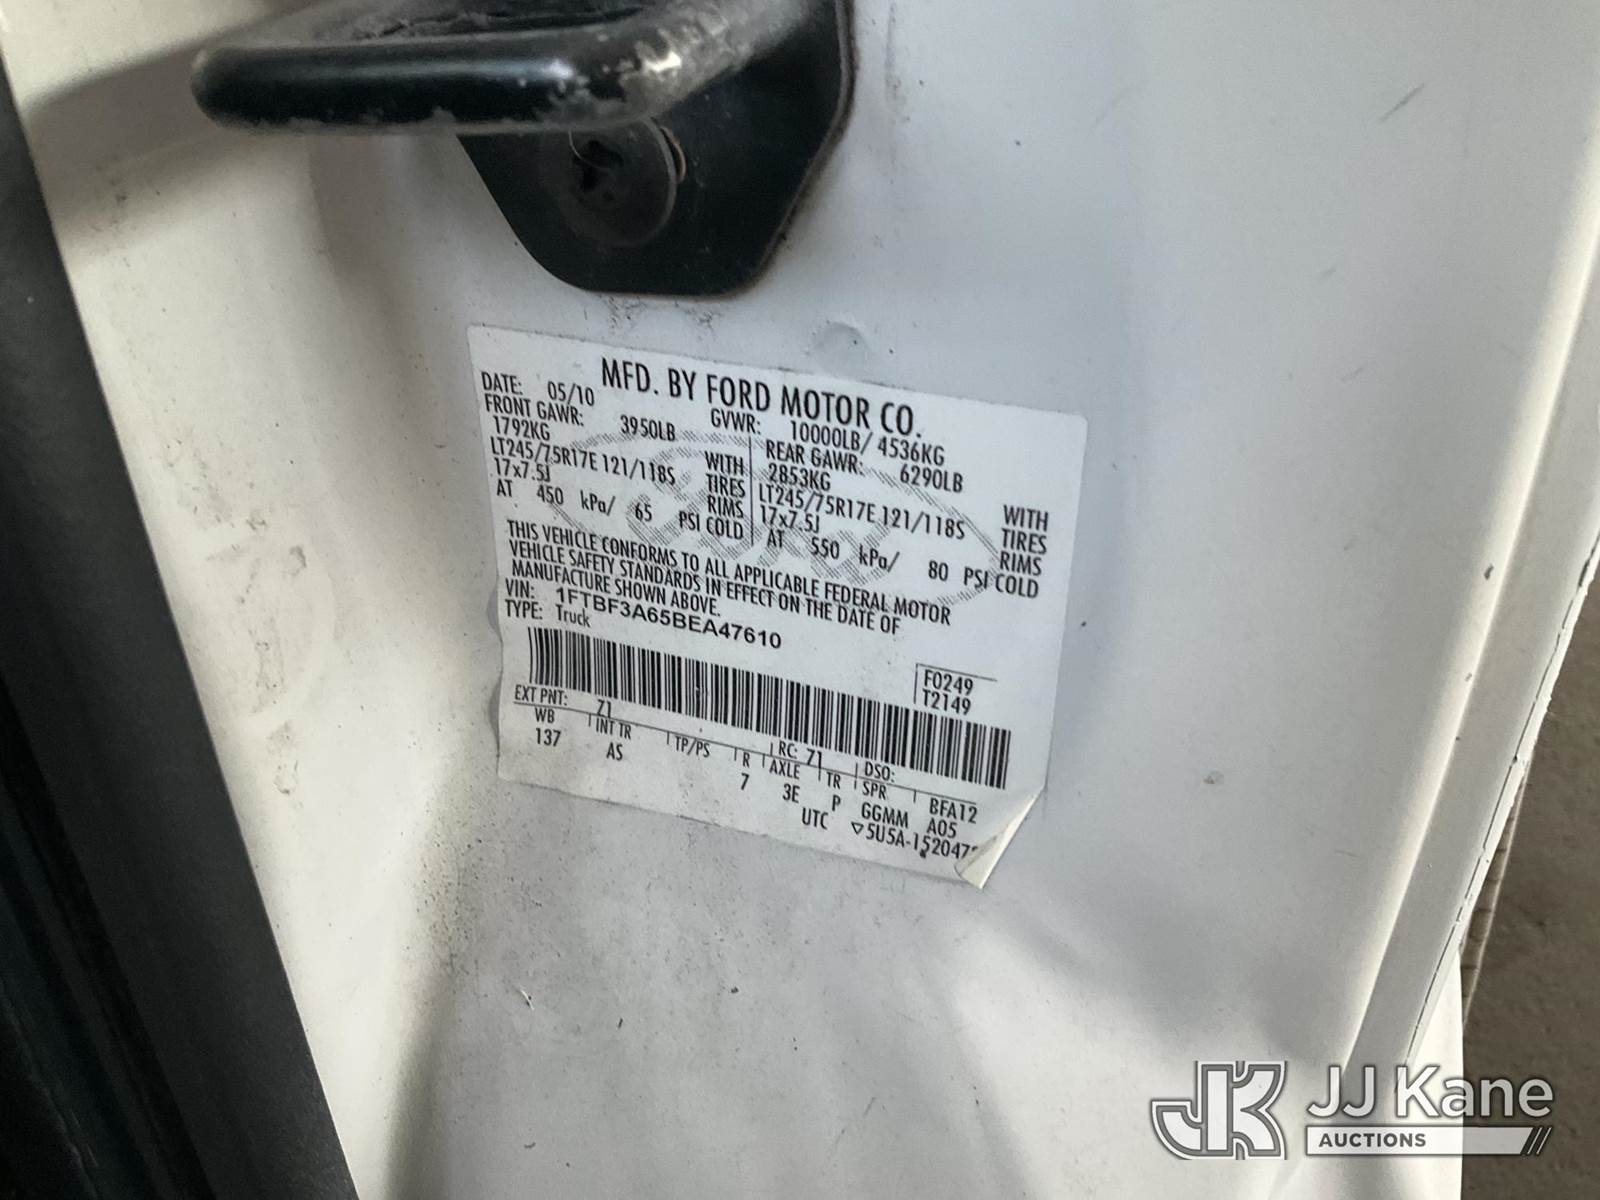 MFD. BY FORD MOTOR CO.
DATE: 05/10 GVWR: 10000LB/ 4536KG
FRONT GAWR: 3950LB REAR GAWR: 6290LB
1792KG 2853KG WITH
LT245/75R17E 121/118S WITH TIRES LT245/75R17E 121/118S TIRES
17x7.5J RIMS 17x7.5J RIMS
AT 450 kPa/ 65 PSI COLD AT 550 kPa/ 80 PSI COLD
THIS VEHICLE CONFORMS TO ALL APPLICABLE FEDERAL MOTOR
VEHICLE SAFETY STANDARDS IN EFFECT ON THE DATE OF
MANUFACTURE SHOWN ABOVE.
VIN: 1FTBF3A65BEA47610
TYPE: Truck
F0249
T2149
EXT PNT: Z1 RC: 71 DSO:
WB INT TR TP/PS R AXLE TR SPR BFA12
137 AS 7 3E P GGMM A05
UTC ▽5U5A-152047
JJ Kane
AUCTIONS